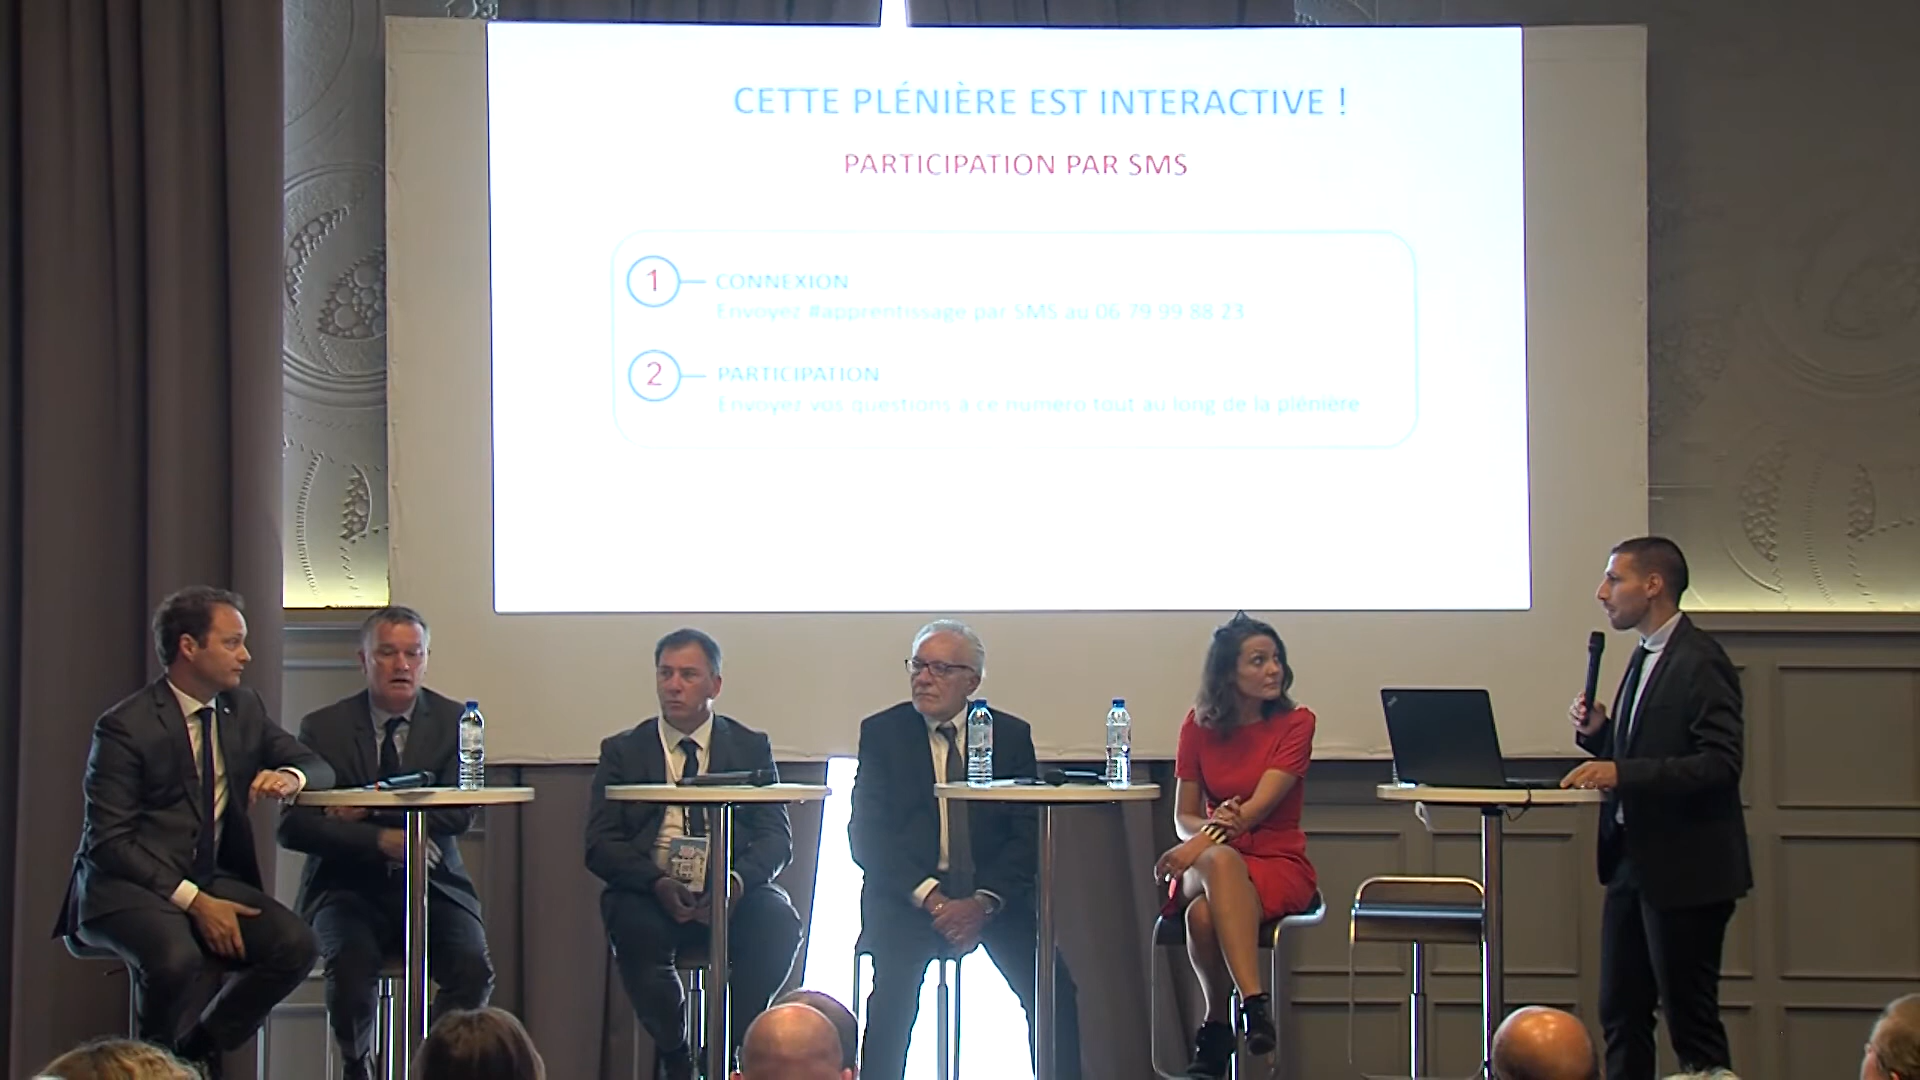 CETTE PLÉNIÈRE EST INTERACTIVE !
PARTICIPATION PAR SMS
1 CONNEXION
Envoyez #apprentissage par SMS au 06 79 99 88 23
2 PARTICIPATION
Envoyez vos questions à ce numéro tout au long de la plénière